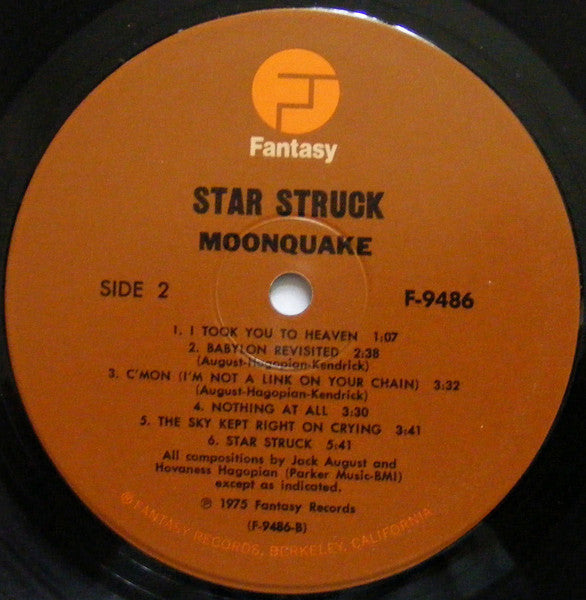 Fantasy
STAR STRUCK
MOONQUAKE
SIDE 2
F-9486
1. I TOOK YOU TO HEAVEN 1:07
2. BABYLON REVISITED 2:38
(August-Hagopian-Kendrick)
3. C'MON (I'M NOT A LINK ON YOUR CHAIN) 3:32
(August-Hagopian-Kendrick)
4. NOTHING AT ALL 3:30
5. THE SKY KEPT RIGHT ON CRYING 3:41
6. STAR STRUCK 5:41
All compositions by Jack August and
Hovaness Hagopian (Parker Music-BMI)
except as indicated.
℗ 1975 Fantasy Records
(F-9486-B)
℗ FANTASY RECORDS, BERKELEY, CALIFORNIA